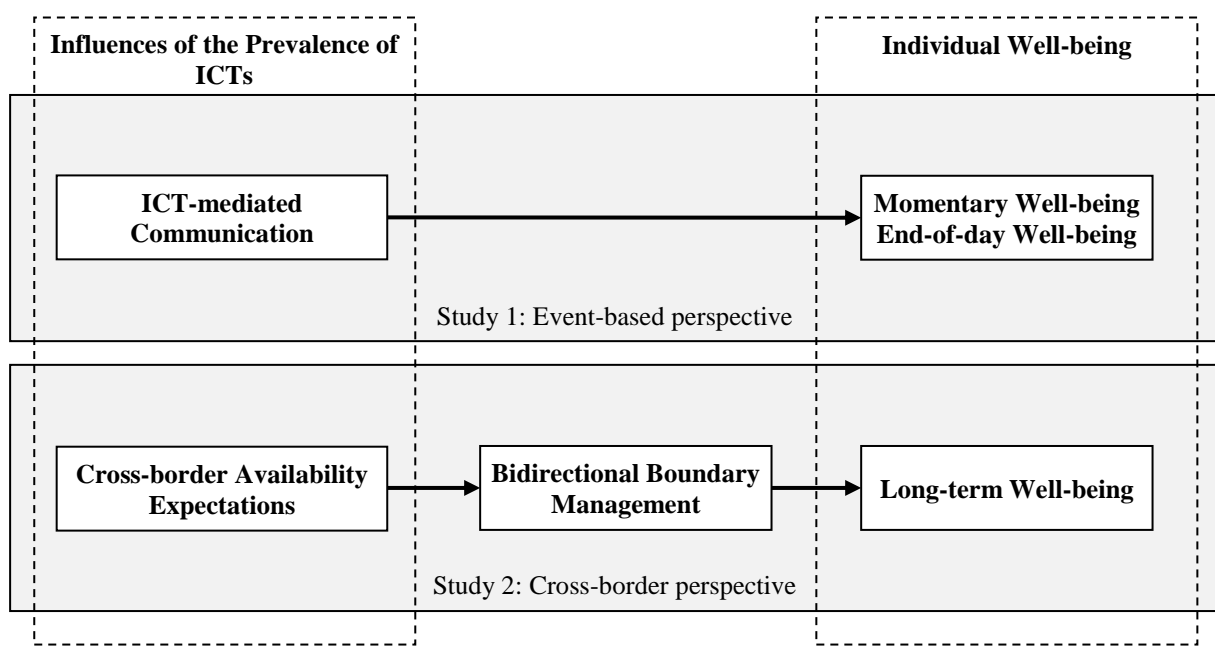 Influences of the Prevalence of
ICTs
Individual Well-being
ICT-mediated
Communication
Momentary Well-being
End-of-day Well-being
Study 1: Event-based perspective
Cross-border Availability
Expectations
Bidirectional Boundary
Management
Long-term Well-being
Study 2: Cross-border perspective